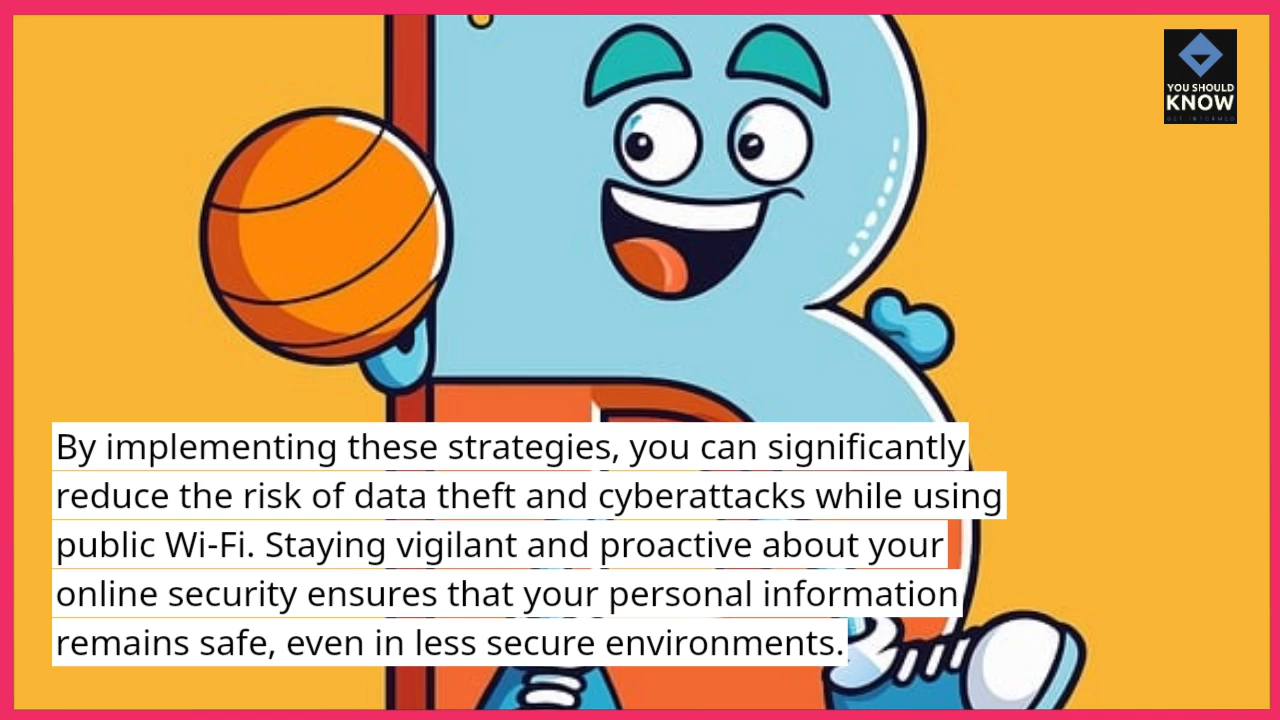 YOU SHOULD
KNOW
GET INFORMED
By implementing these strategies, you can significantly
reduce the risk of data theft and cyberattacks while using
public Wi-Fi. Staying vigilant and proactive about your
online security ensures that your personal information
remains safe, even in less secure environments.